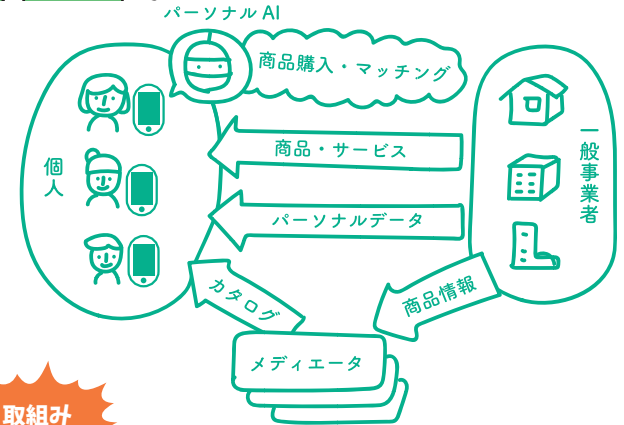 パーソナルAI
商品購入・マッチング
商品・サービス
個人
一般事業者
パーソナルデータ
カタログ
商品情報
メディエータ
取組み